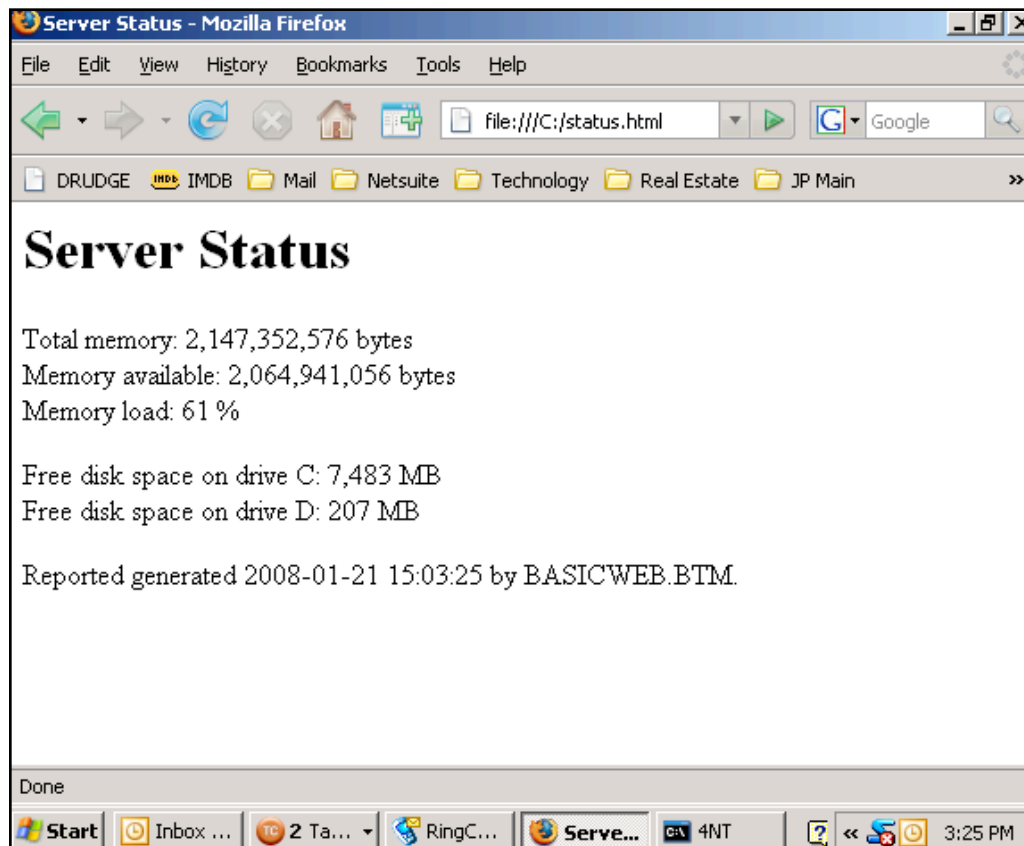 Server Status - Mozilla Firefox
File Edit View History Bookmarks Tools Help
file:///C:/status.html G Google
DRUDGE IMDb IMDB Mail Netsuite Technology Real Estate JP Main »
Server Status
Total memory: 2,147,352,576 bytes
Memory available: 2,064,941,056 bytes
Memory load: 61 %
Free disk space on drive C: 7,483 MB
Free disk space on drive D: 207 MB
Reported generated 2008-01-21 15:03:25 by BASICWEB.BTM.
Done
Start Inbox ... TC 2 Ta... RingC... Serve... C:\ 4NT ? « 3:25 PM